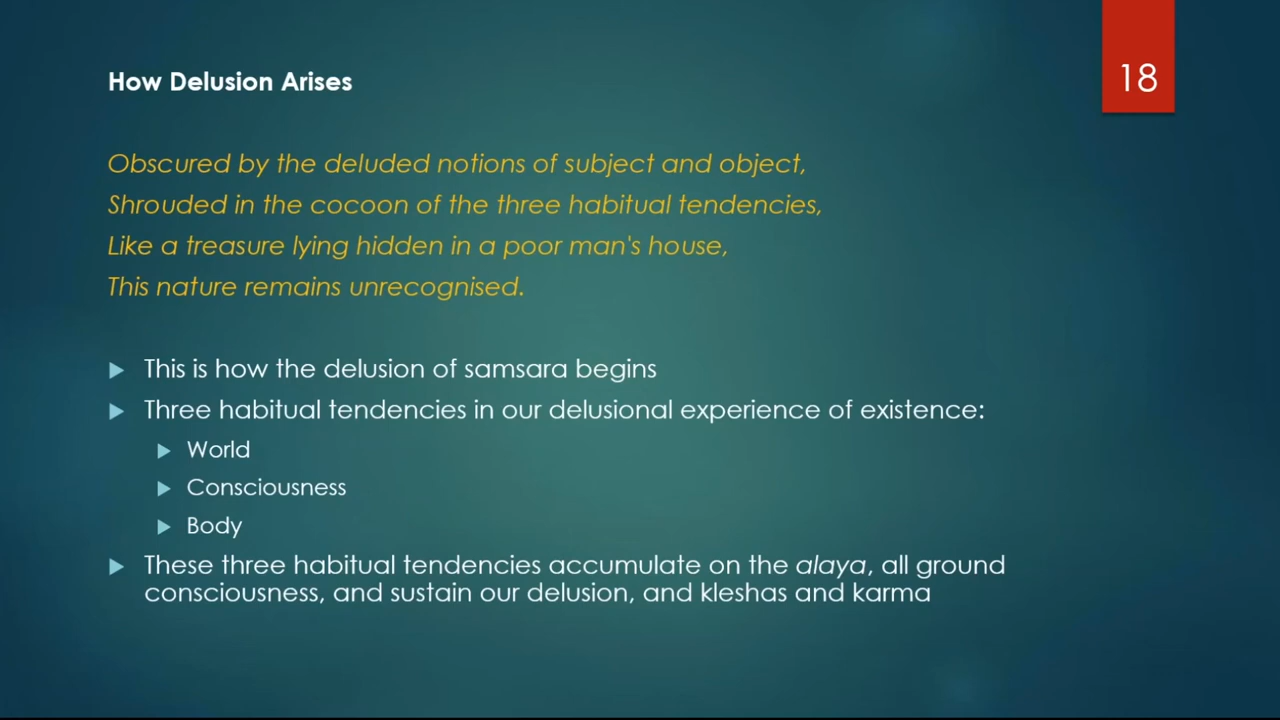 How Delusion Arises
18
Obscured by the deluded notions of subject and object,
Shrouded in the cocoon of the three habitual tendencies,
Like a treasure lying hidden in a poor man's house,
This nature remains unrecognised.
This is how the delusion of samsara begins
Three habitual tendencies in our delusional experience of existence:
World
Consciousness
Body
These three habitual tendencies accumulate on the alaya, all ground
consciousness, and sustain our delusion, and kleshas and karma